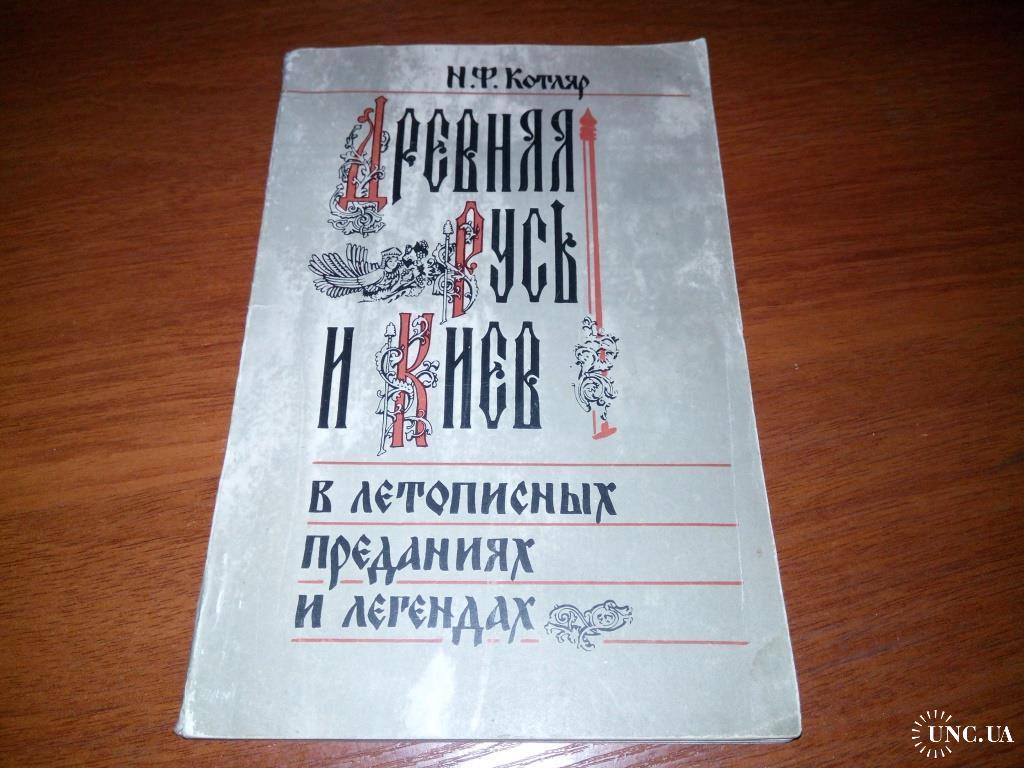 Н.Ф. Котляр
Древняя
Русь
и Киев
в летописных
преданиях
и легендах
UNC.UA